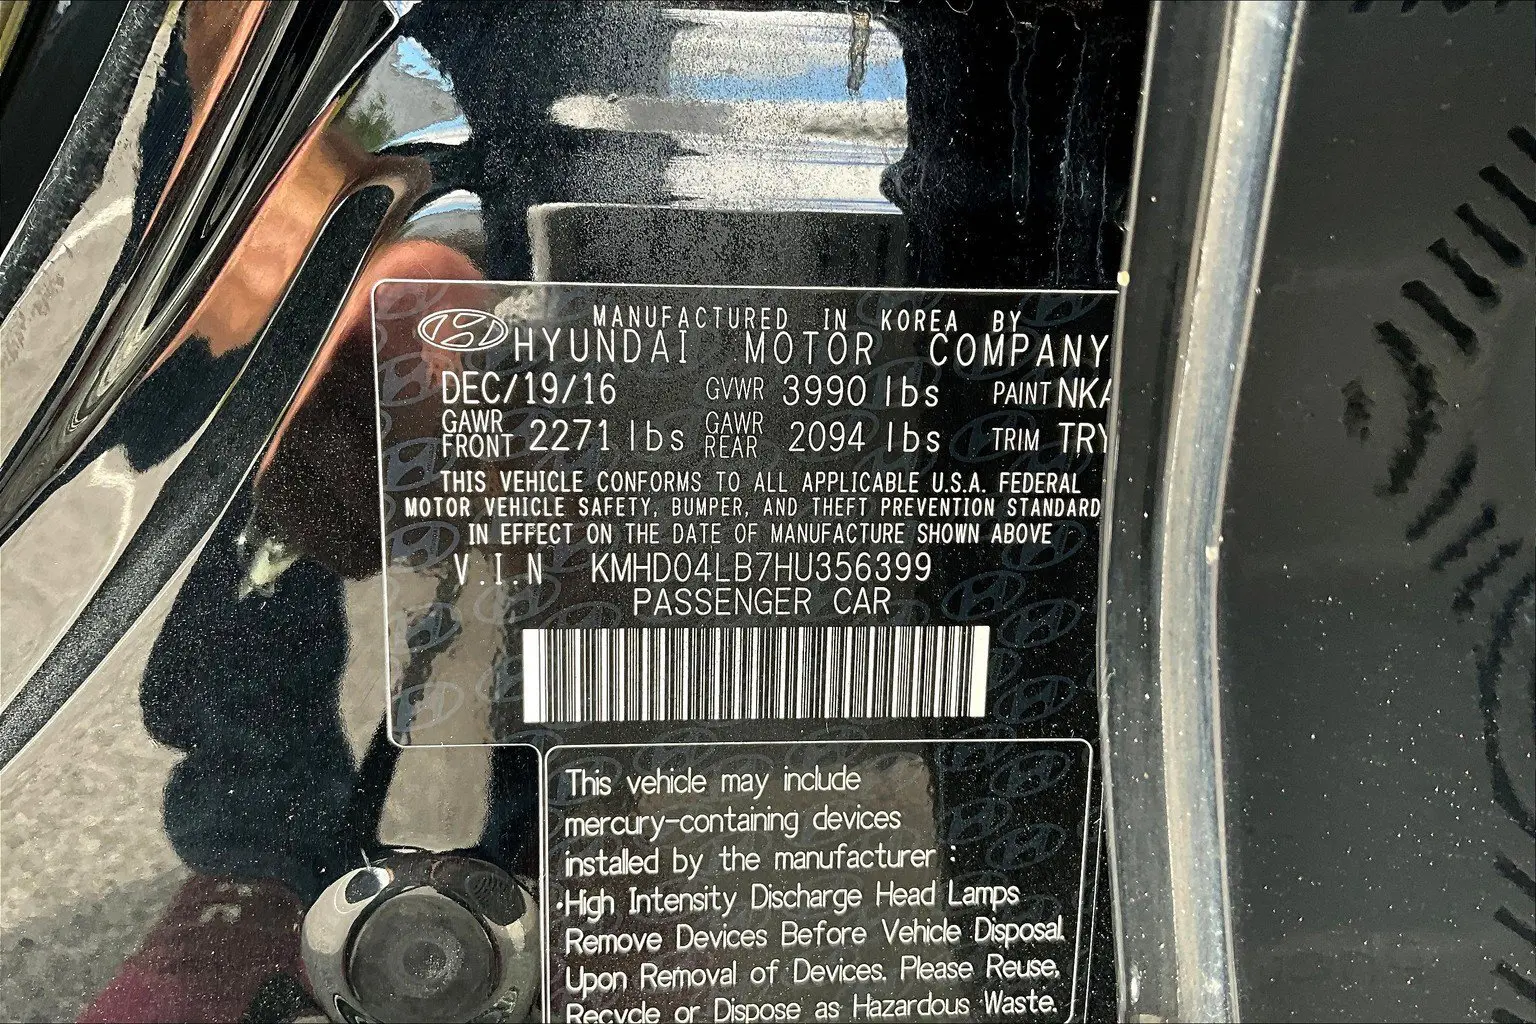 MANUFACTURED IN KOREA BY
HYUNDAI MOTOR COMPANY
DEC/19/16 GVWR 3990 lbs PAINT NKA
GAWR FRONT 2271 lbs GAWR REAR 2094 lbs TRIM TRY
THIS VEHICLE CONFORMS TO ALL APPLICABLE U.S.A. FEDERAL
MOTOR VEHICLE SAFETY, BUMPER, AND THEFT PREVENTION STANDARD
IN EFFECT ON THE DATE OF MANUFACTURE SHOWN ABOVE
V.I.N KMHD04LB7HU356399
PASSENGER CAR
This vehicle may include
mercury-containing devices
installed by the manufacturer :
·High Intensity Discharge Head Lamps
Remove Devices Before Vehicle Disposal.
Upon Removal of Devices. Please Reuse,
Recycle or Dispose as Hazardous Waste.